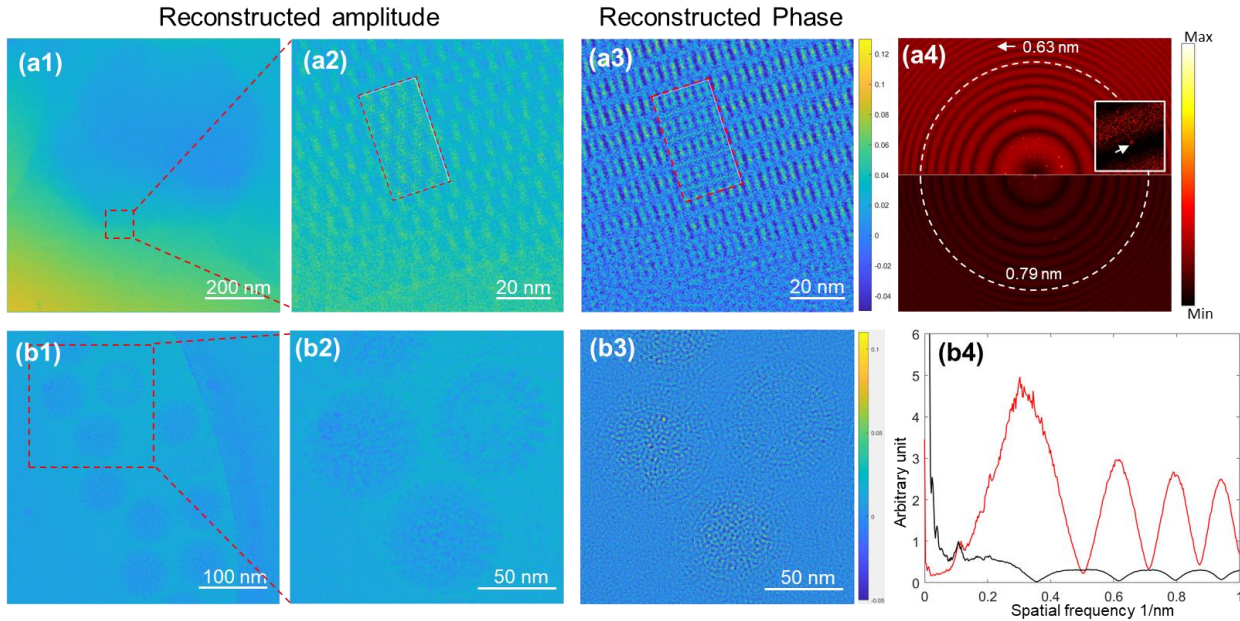 Reconstructed amplitude
Reconstructed Phase
(a1)
200 nm
(a2)
20 nm
(a3)
20 nm
0.12
0.1
0.08
0.06
0.04
0.02
0
-0.02
-0.04
(a4)
0.63 nm
0.79 nm
Max
Min
(b1)
100 nm
(b2)
50 nm
(b3)
50 nm
0.1
0.05
0
-0.05
(b4)
6
5
4
3
2
1
0
Arbitrary unit
0 0.2 0.4 0.6 0.8 1
Spatial frequency 1/nm